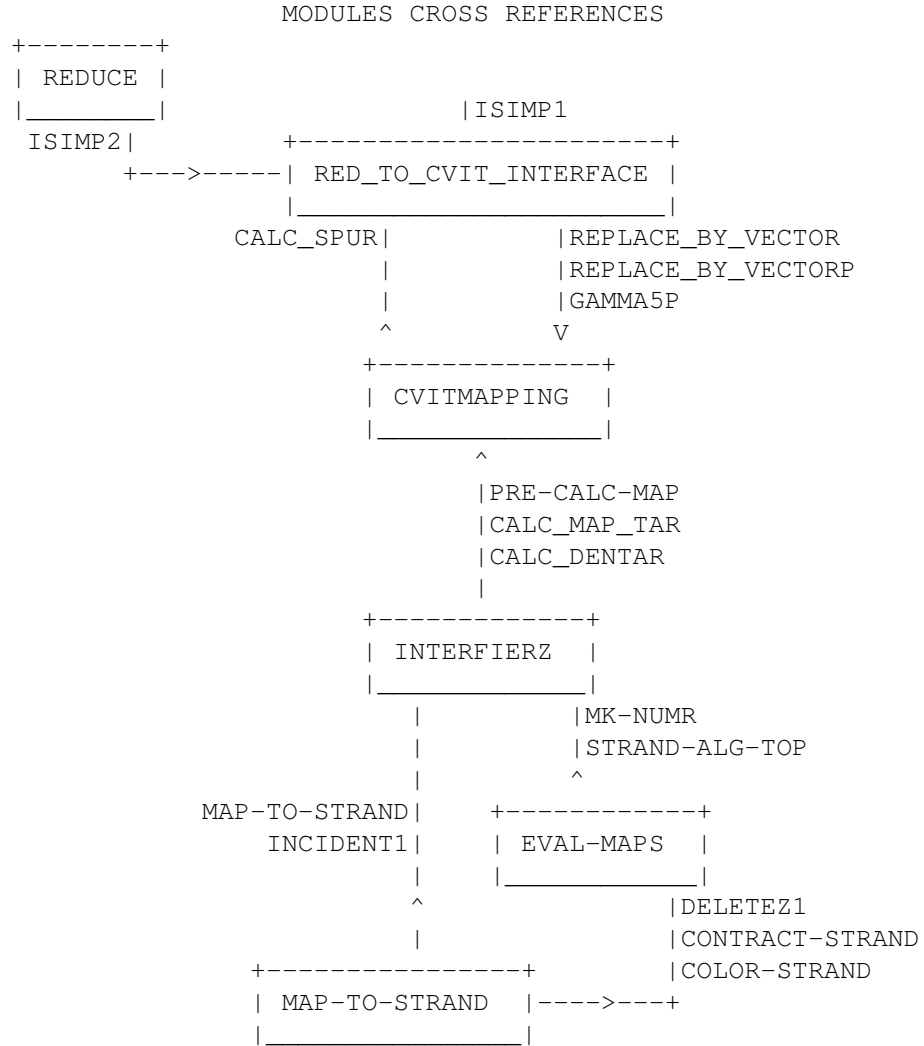 MODULES CROSS REFERENCES
REDUCE
|ISIMP1
ISIMP2|
RED_TO_CVIT_INTERFACE
CALC_SPUR| |REPLACE_BY_VECTOR
|REPLACE_BY_VECTORP
|GAMMA5P
^ V
CVITMAPPING
^
|PRE-CALC-MAP
|CALC_MAP_TAR
|CALC_DENTAR
INTERFIERZ
|MK-NUMR
|STRAND-ALG-TOP
^
MAP-TO-STRAND|
INCIDENT1| | EVAL-MAPS |
^ |DELETEZ1
|CONTRACT-STRAND
|COLOR-STRAND
| MAP-TO-STRAND |---->---+